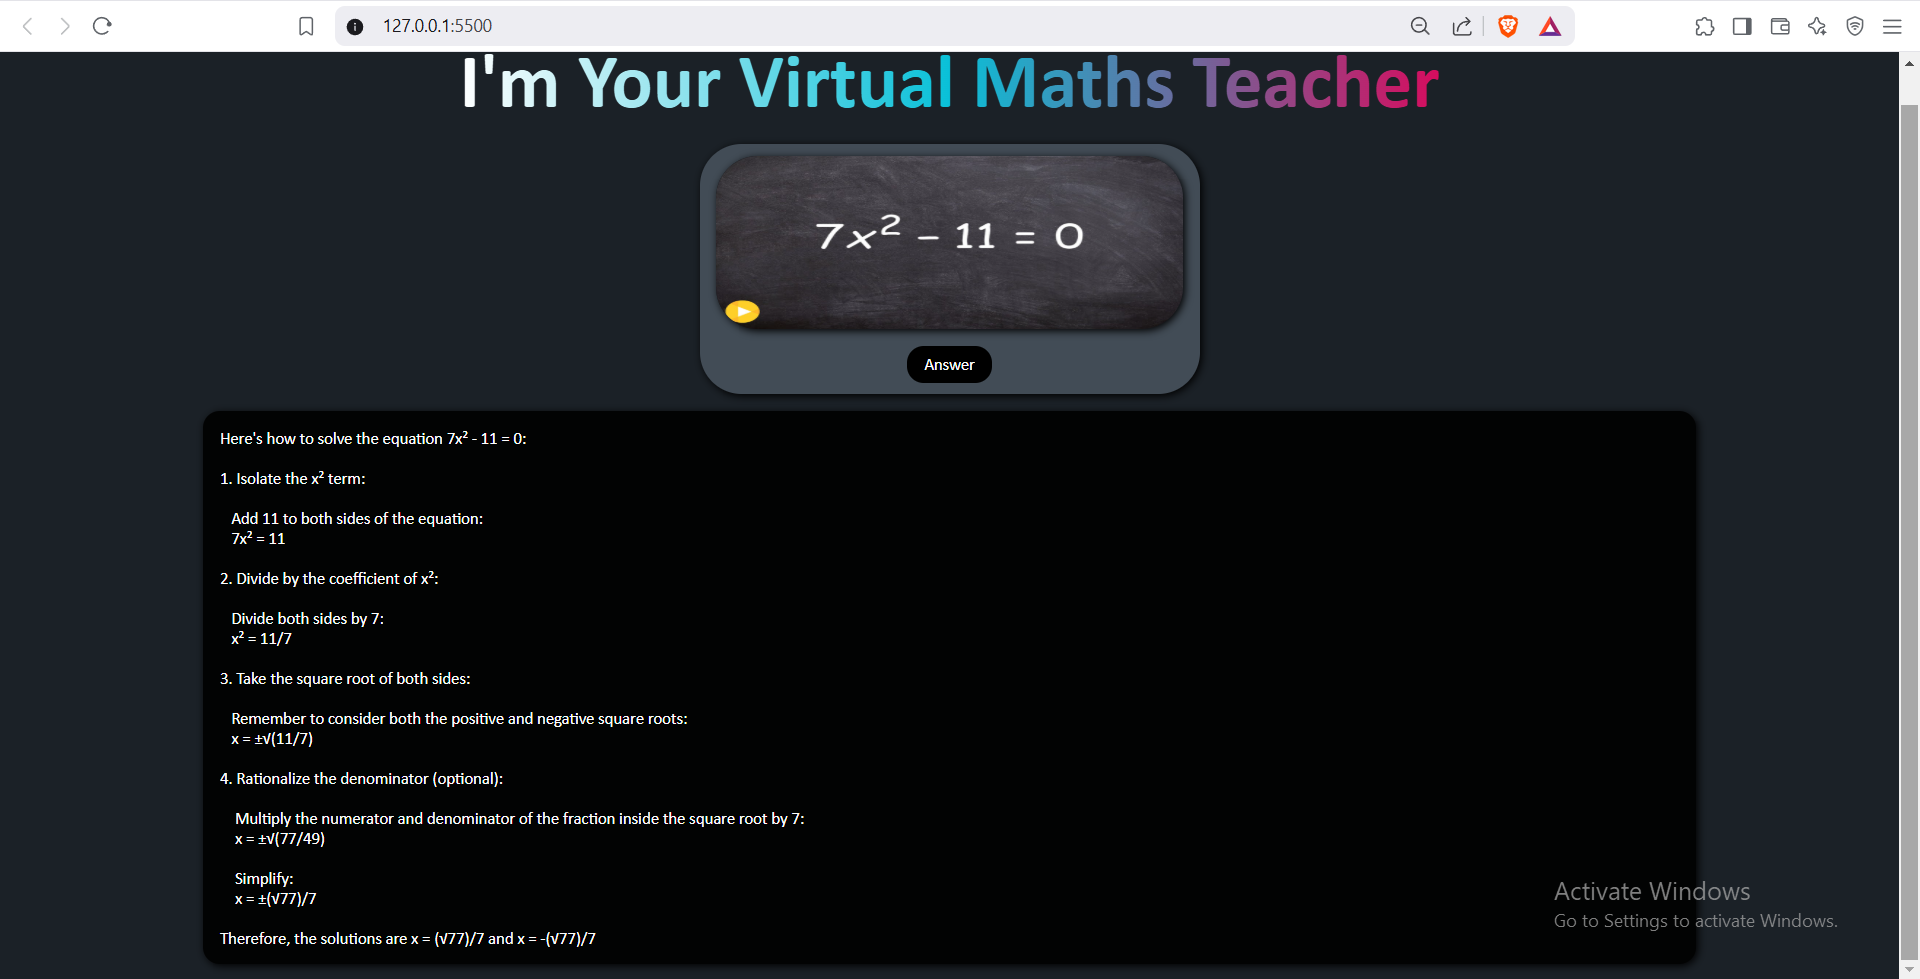 127.0.0.1:5500
I'm Your Virtual Maths Teacher
7x² – 11 = 0
Answer
Here's how to solve the equation 7x² - 11 = 0:
1. Isolate the x² term:
Add 11 to both sides of the equation:
7x² = 11
2. Divide by the coefficient of x²:
Divide both sides by 7:
x² = 11/7
3. Take the square root of both sides:
Remember to consider both the positive and negative square roots:
x = ±√(11/7)
4. Rationalize the denominator (optional):
Multiply the numerator and denominator of the fraction inside the square root by 7:
x = ±√(77/49)
Simplify:
x = ±(√77)/7
Therefore, the solutions are x = (√77)/7 and x = -(√77)/7
Activate Windows
Go to Settings to activate Windows.